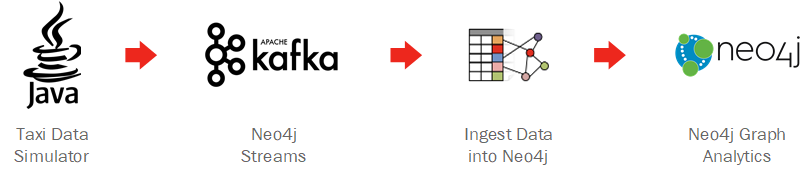 Java
APACHE
kafka
neo4j
Taxi Data
Simulator
Neo4j
Streams
Ingest Data
into Neo4j
Neo4j Graph
Analytics